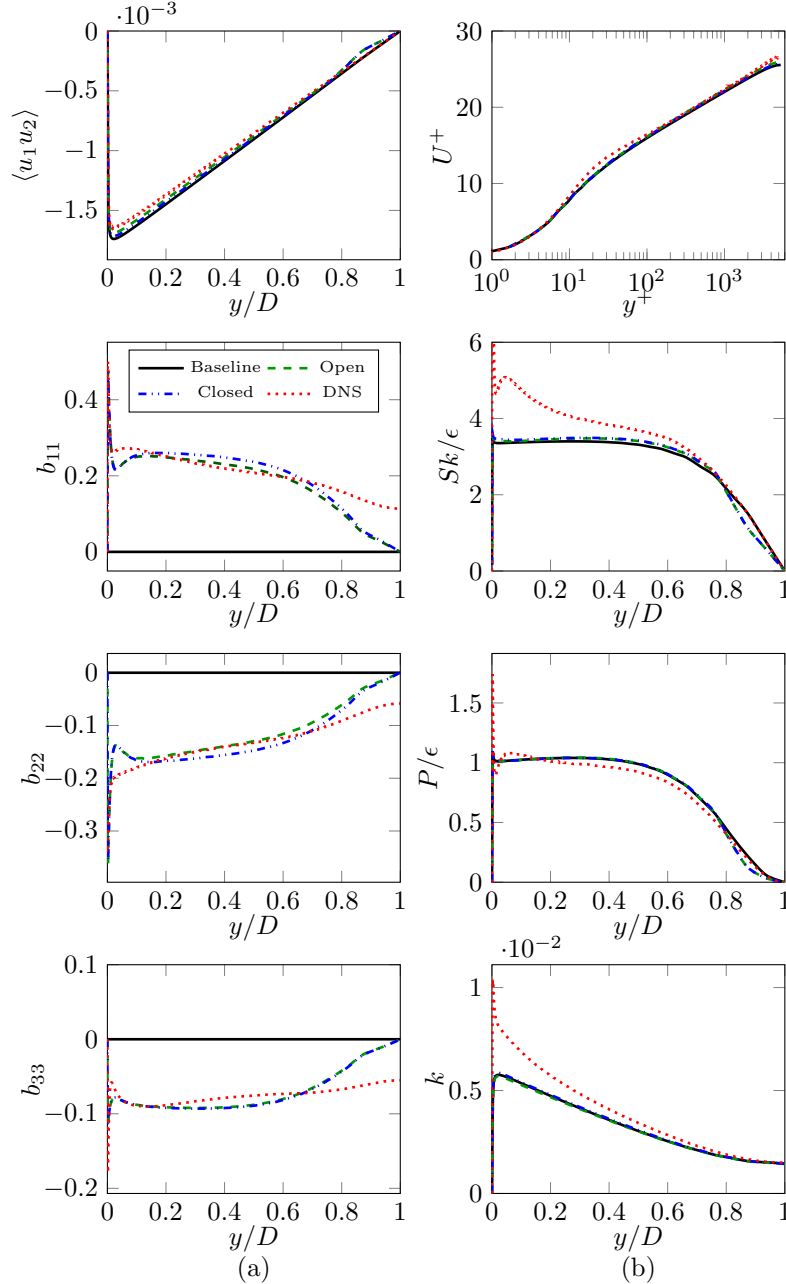 ·10−3
0
−0.5
−1
−1.5
⟨u1u2⟩
0 0.2 0.4 0.6 0.8 1
y/D
30
20
10
0
U+
100 101 102 103
y+
0.4
0.2
0
b11
Baseline Open
Closed DNS
0 0.2 0.4 0.6 0.8 1
y/D
6
4
2
0
Sk/ϵ
0 0.2 0.4 0.6 0.8 1
y/D
0
−0.1
−0.2
−0.3
b22
0 0.2 0.4 0.6 0.8 1
y/D
1.5
1
0.5
0
P/ϵ
0 0.2 0.4 0.6 0.8 1
y/D
0.1
0
−0.1
−0.2
b33
0 0.2 0.4 0.6 0.8 1
y/D
(a)
·10−2
1
0.5
0
k
0 0.2 0.4 0.6 0.8 1
y/D
(b)